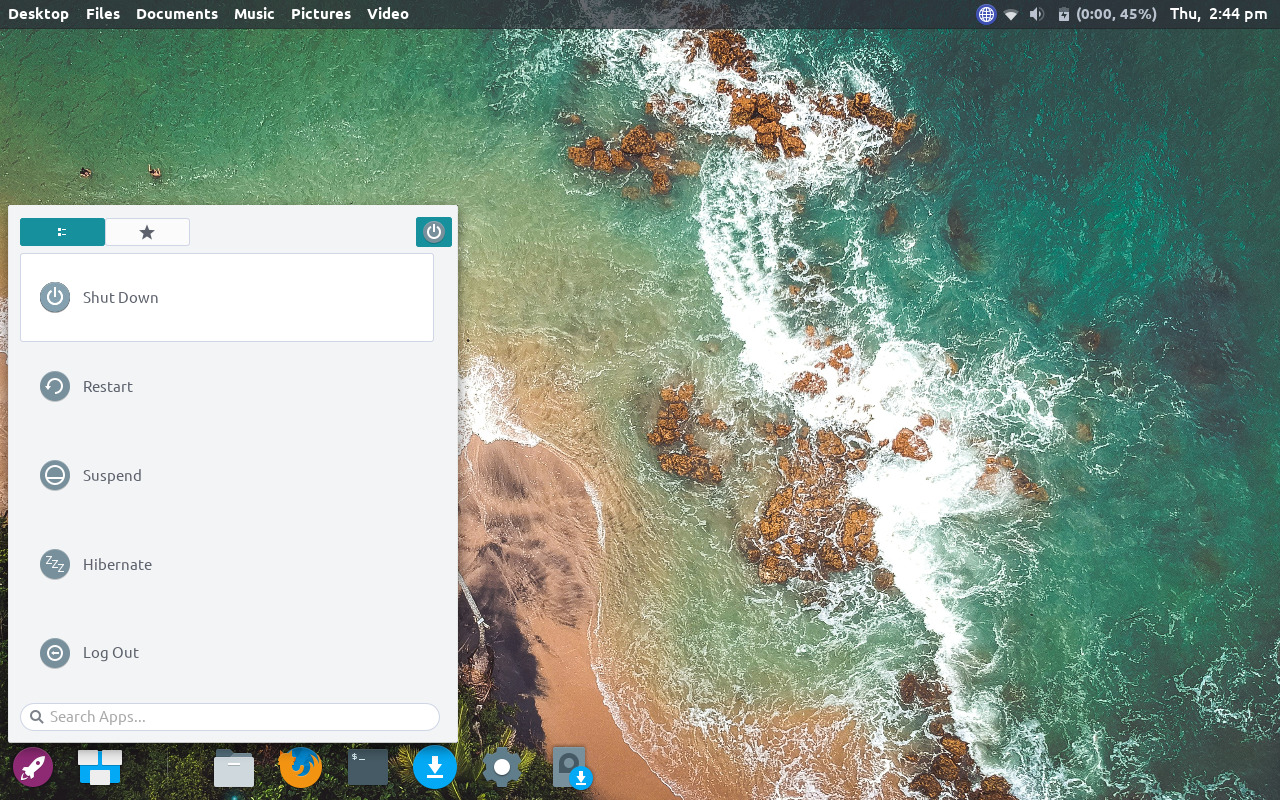 Desktop Files Documents Music Pictures Video (0:00, 45%) Thu, 2:44 pm
Shut Down
Restart
Suspend
Hibernate
Log Out
Search Apps...
$_